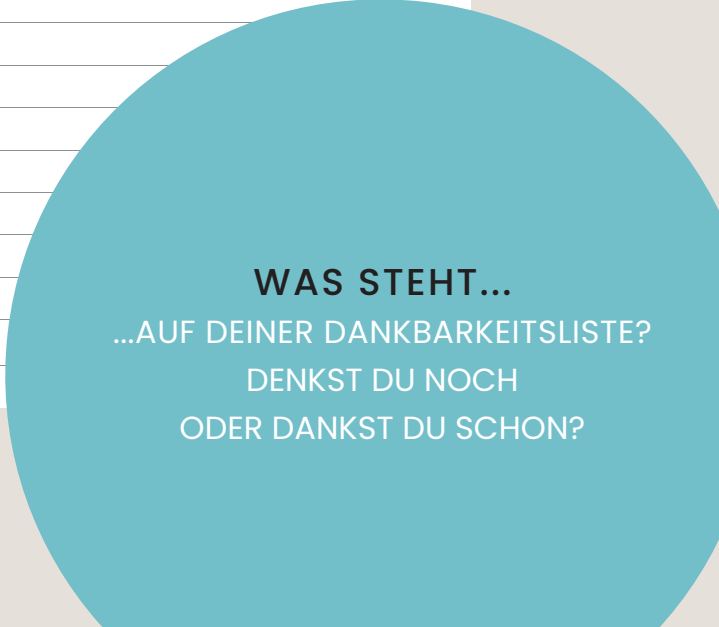 WAS STEHT...
...AUF DEINER DANKBARKEITSLISTE?
DENKST DU NOCH
ODER DANKST DU SCHON?